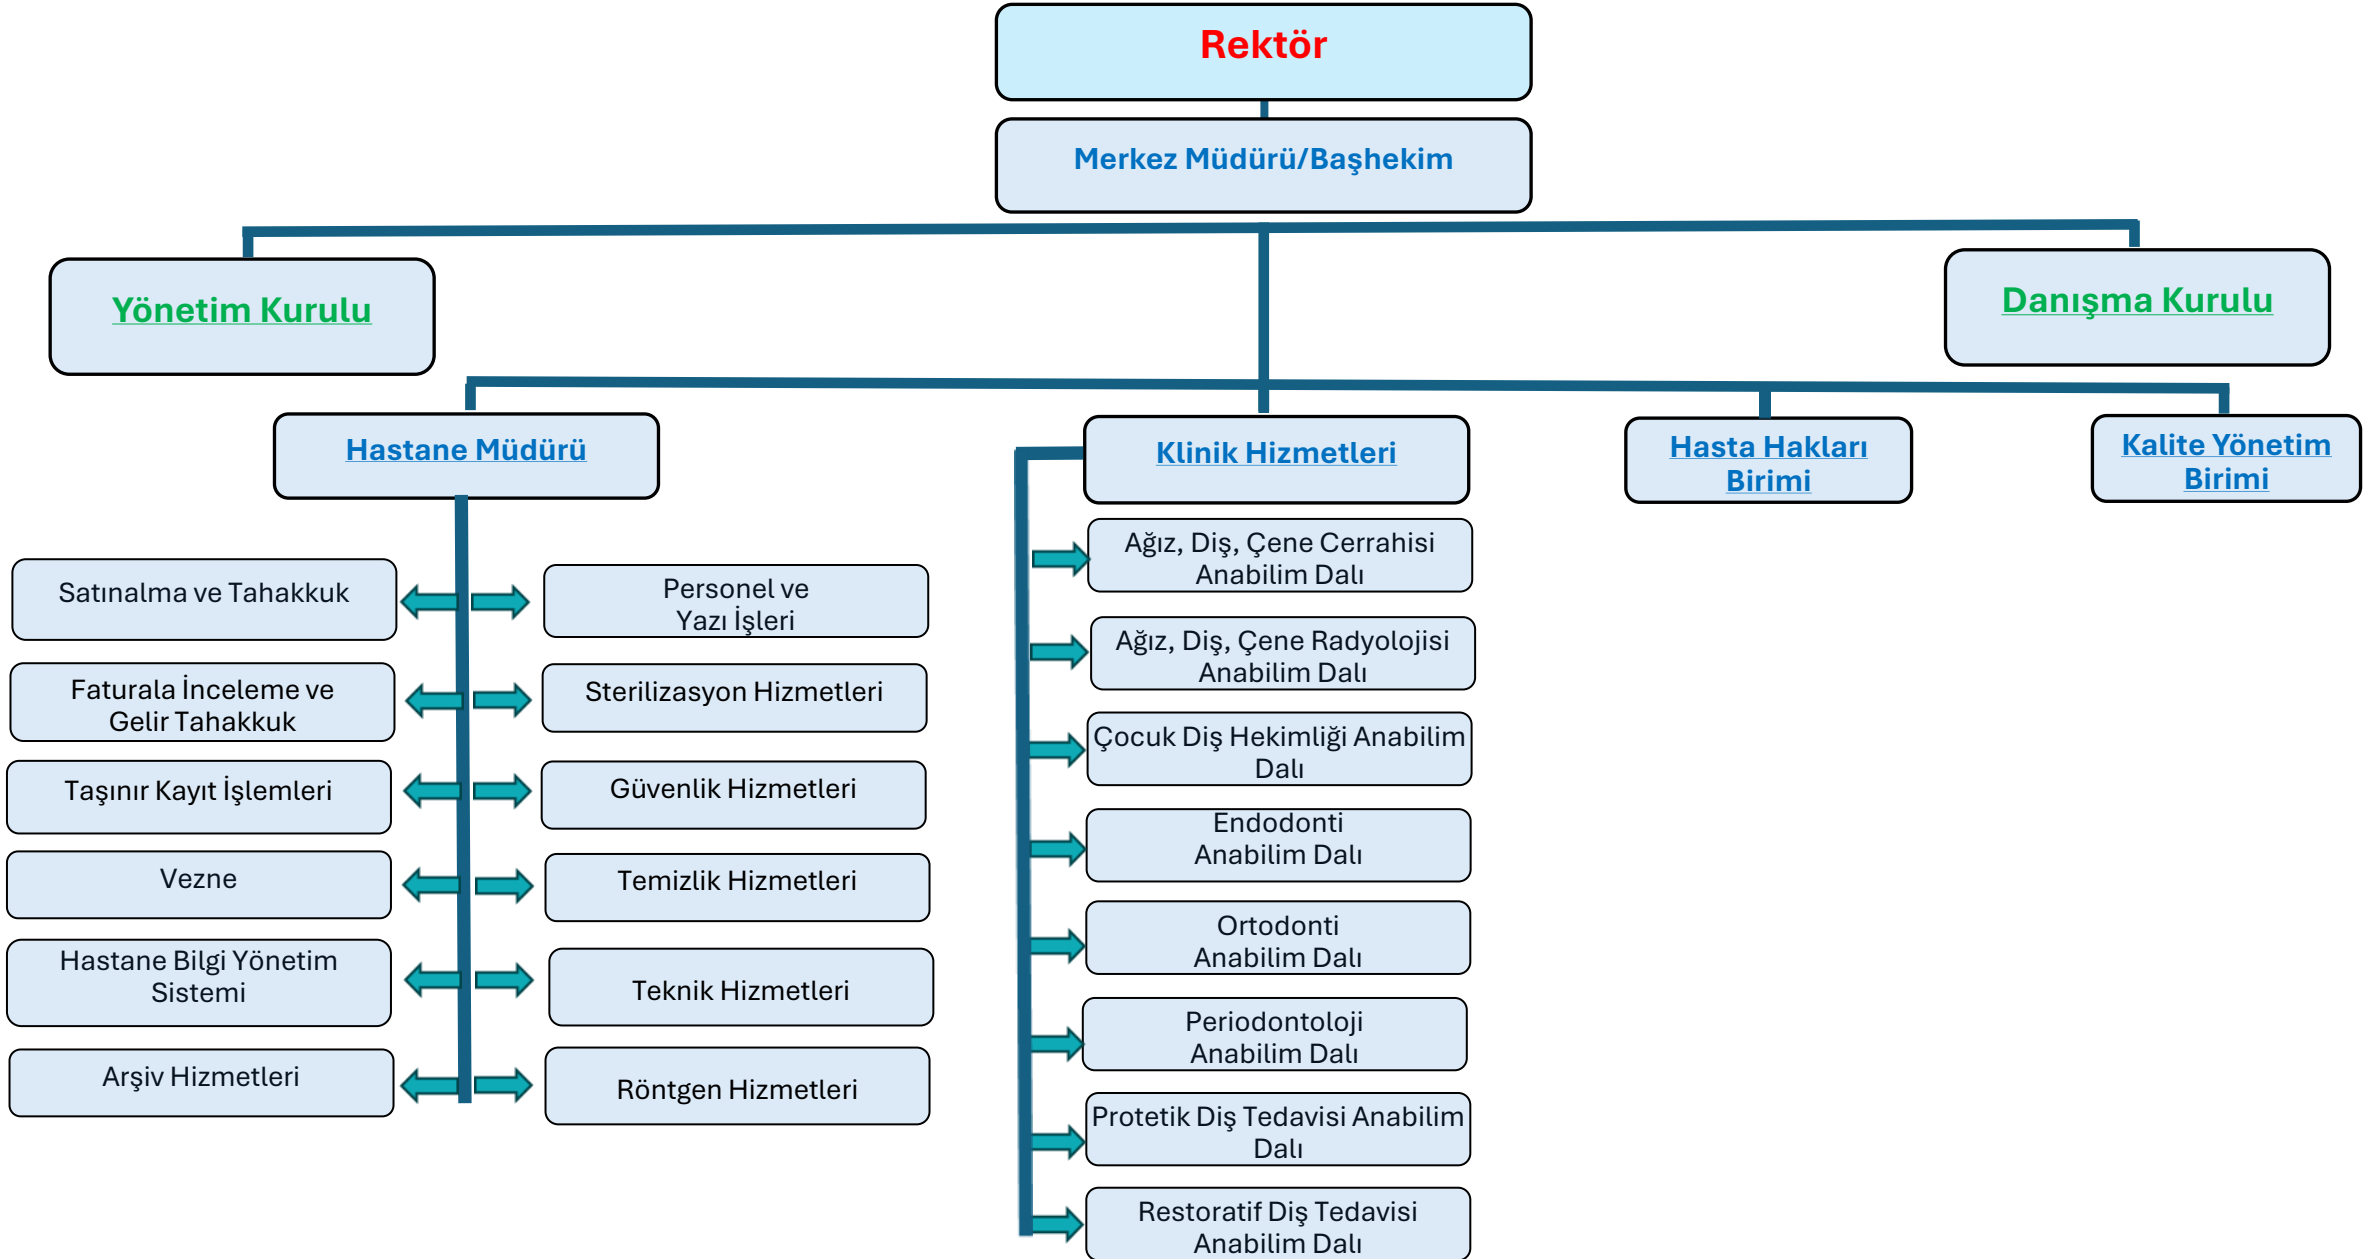 Rektör
Merkez Müdürü/Başhekim
Yönetim Kurulu
Danışma Kurulu
Hastane Müdürü
Klinik Hizmetleri
Hasta Hakları
Birimi
Kalite Yönetim
Birimi
Satınalma ve Tahakkuk
Faturala İnceleme ve
Gelir Tahakkuk
Taşınır Kayıt İşlemleri
Vezne
Hastane Bilgi Yönetim
Sistemi
Arşiv Hizmetleri
Personel ve
Yazı İşleri
Sterilizasyon Hizmetleri
Güvenlik Hizmetleri
Temizlik Hizmetleri
Teknik Hizmetleri
Röntgen Hizmetleri
Ağız, Diş, Çene Cerrahisi
Anabilim Dalı
Ağız, Diş, Çene Radyolojisi
Anabilim Dalı
Çocuk Diş Hekimliği Anabilim
Dalı
Endodonti
Anabilim Dalı
Ortodonti
Anabilim Dalı
Periodontoloji
Anabilim Dalı
Protetik Diş Tedavisi Anabilim
Dalı
Restoratif Diş Tedavisi
Anabilim Dalı